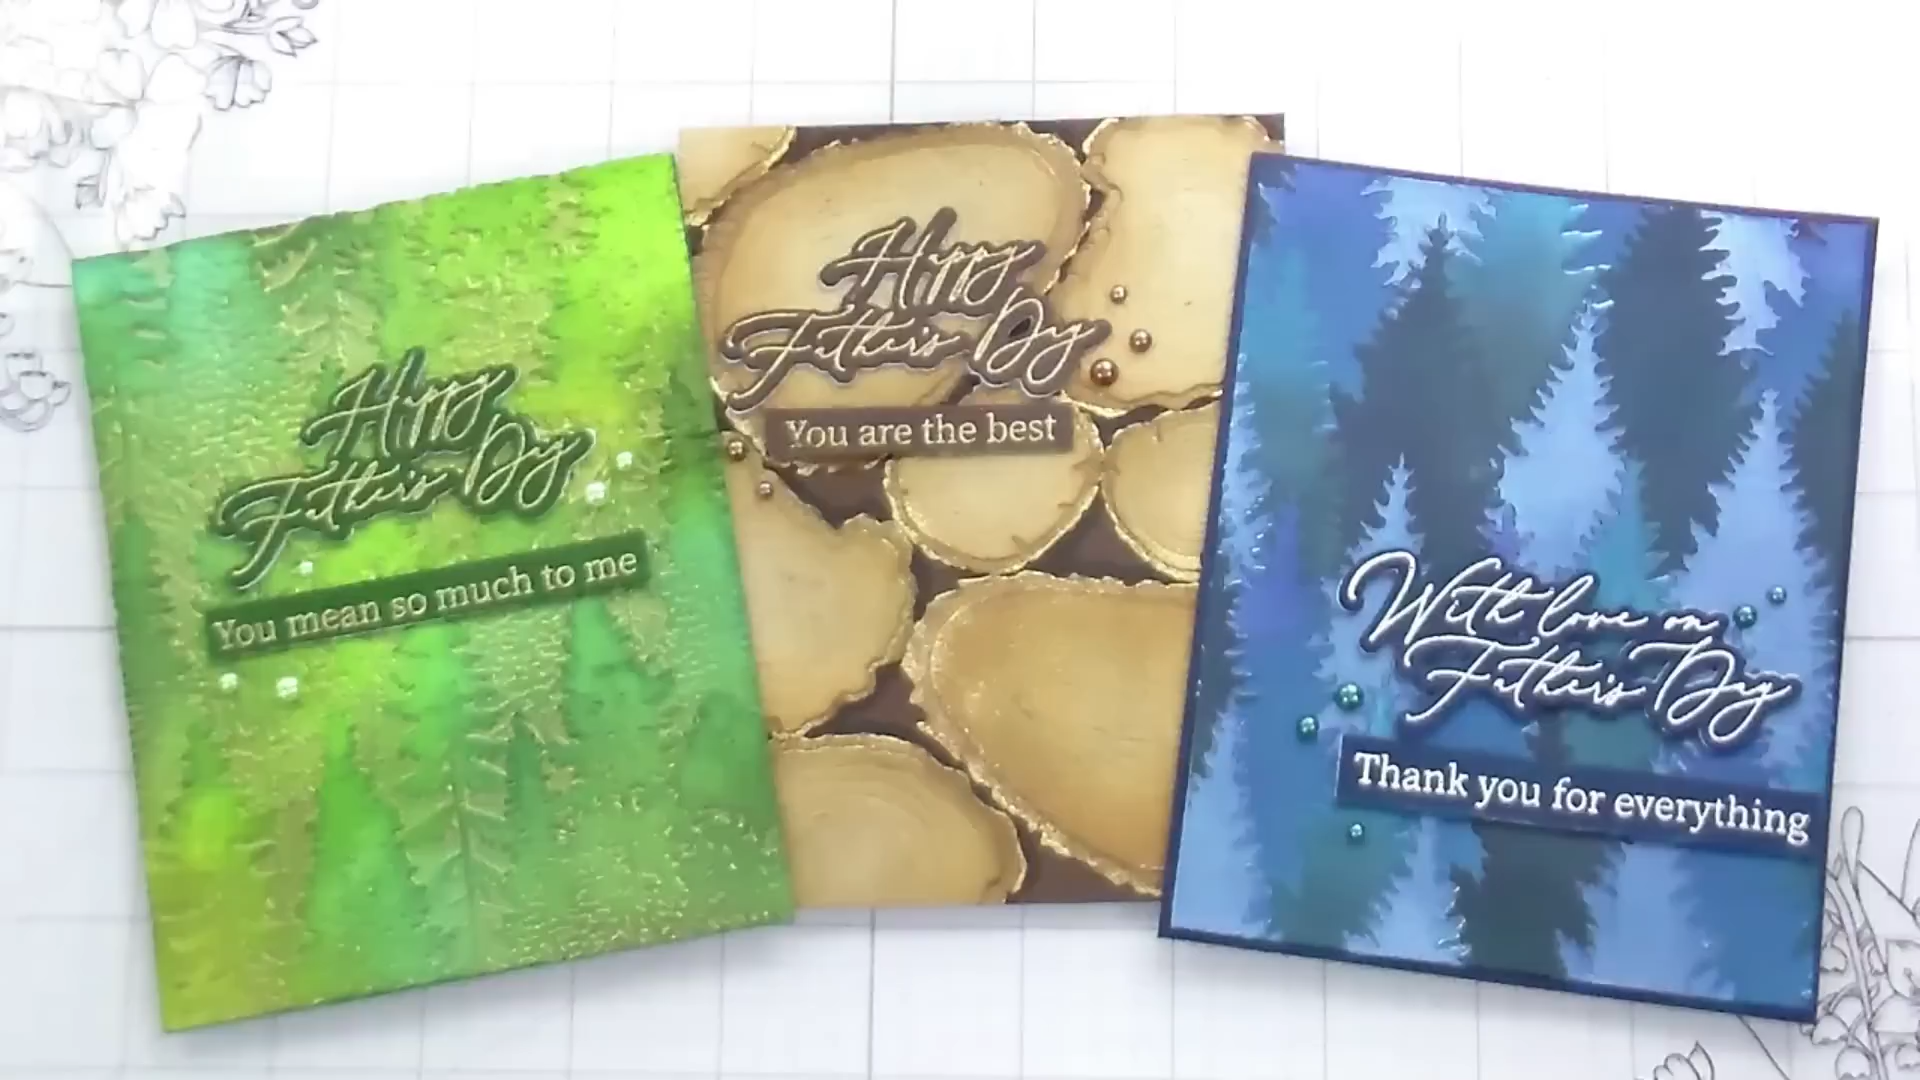 Happy
Father's Day
You mean so much to me
Happy
Father's Day
You are the best
With love on
Father's Day
Thank you for everything